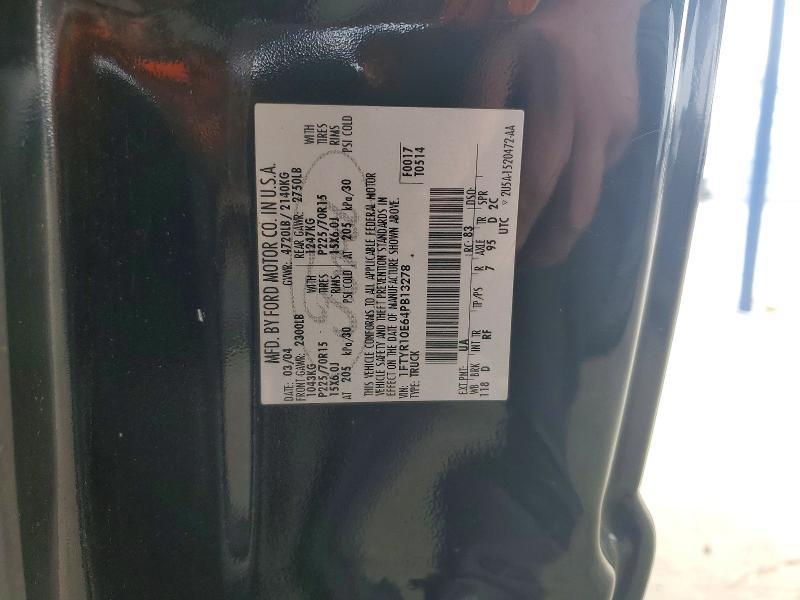 MFD. BY FORD MOTOR CO. IN U.S.A.
DATE: 03/04 GVWR: 4720LB/ 2140KG
FRONT GAWR: 2300LB REAR GAWR: 2750LB
1043KG WITH 1247KG WITH
P225/70R15 TIRES P225/70R15 TIRES
15X6.0J RIMS 15X6.0J RIMS
AT 205 kPa/30 PSI COLD AT 205 kPa/30 PSI COLD
THIS VEHICLE CONFORMS TO ALL APPLICABLE FEDERAL MOTOR
VEHICLE SAFETY AND THEFT PREVENTION STANDARDS IN
EFFECT ON THE DATE OF MANUFACTURE SHOWN ABOVE.
VIN: 1FTYR10E64PB13278
TYPE: TRUCK
F0017
T0514
EXT PNT: UA RC: 83 DSO:
WB BRK INT TR TP/PS R AXLE TR SPR
118 D RF 7 95 D 2C
UTC ▽2U5A-1520472-AA